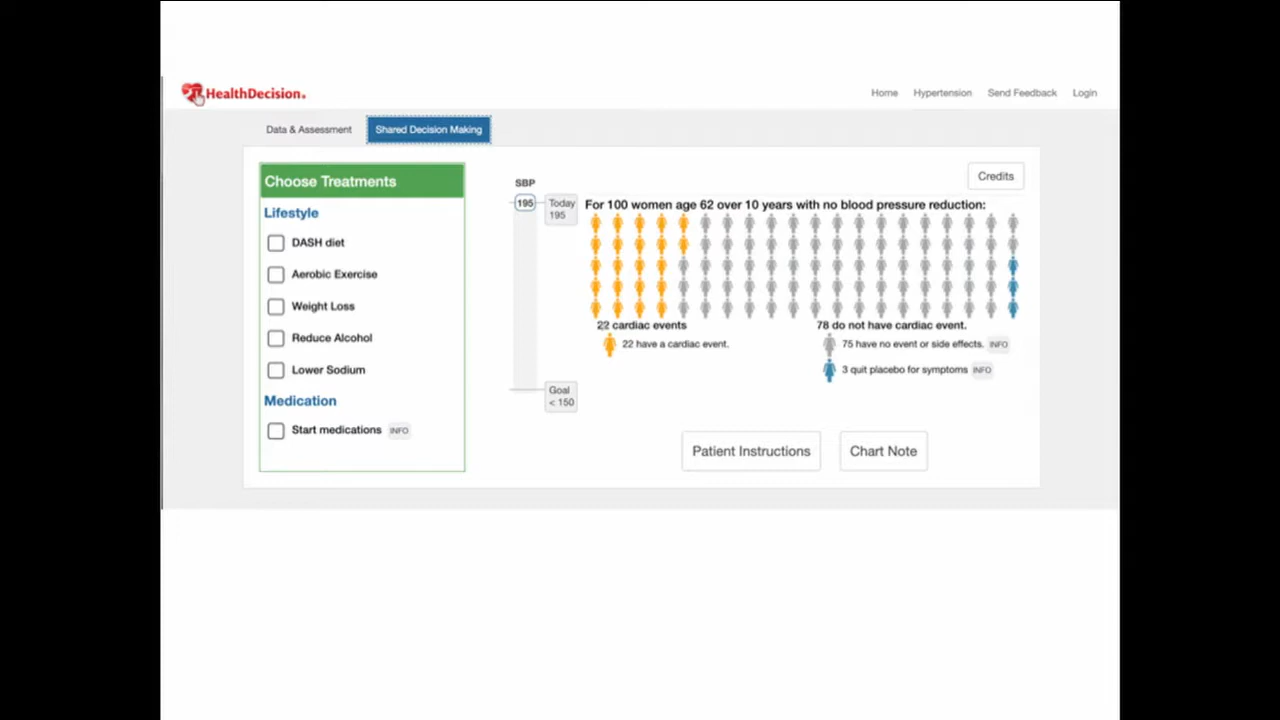 HealthDecision.
Home Hypertension Send Feedback Login
Data & Assessment Shared Decision Making
Choose Treatments
Lifestyle
DASH diet
Aerobic Exercise
Weight Loss
Reduce Alcohol
Lower Sodium
Medication
Start medications INFO
SBP
195
Today
195
Goal
< 150
Credits
For 100 women age 62 over 10 years with no blood pressure reduction:
22 cardiac events
22 have a cardiac event.
78 do not have cardiac event.
75 have no event or side effects. INFO
3 quit placebo for symptoms INFO
Patient Instructions Chart Note